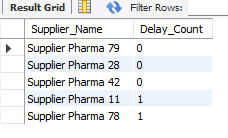 Result Grid Filter Rows:
Supplier_Name Delay_Count
Supplier Pharma 79 0
Supplier Pharma 28 0
Supplier Pharma 42 0
Supplier Pharma 11 1
Supplier Pharma 78 1